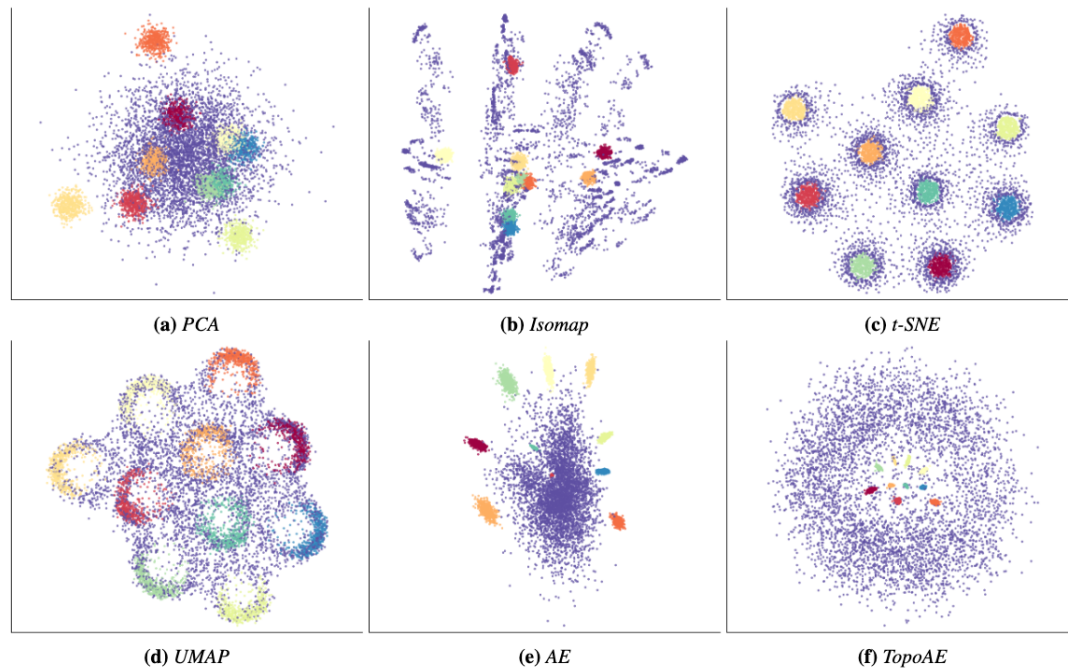 (a) PCA
(b) Isomap
(c) t-SNE
(d) UMAP
(e) AE
(f) TopoAE